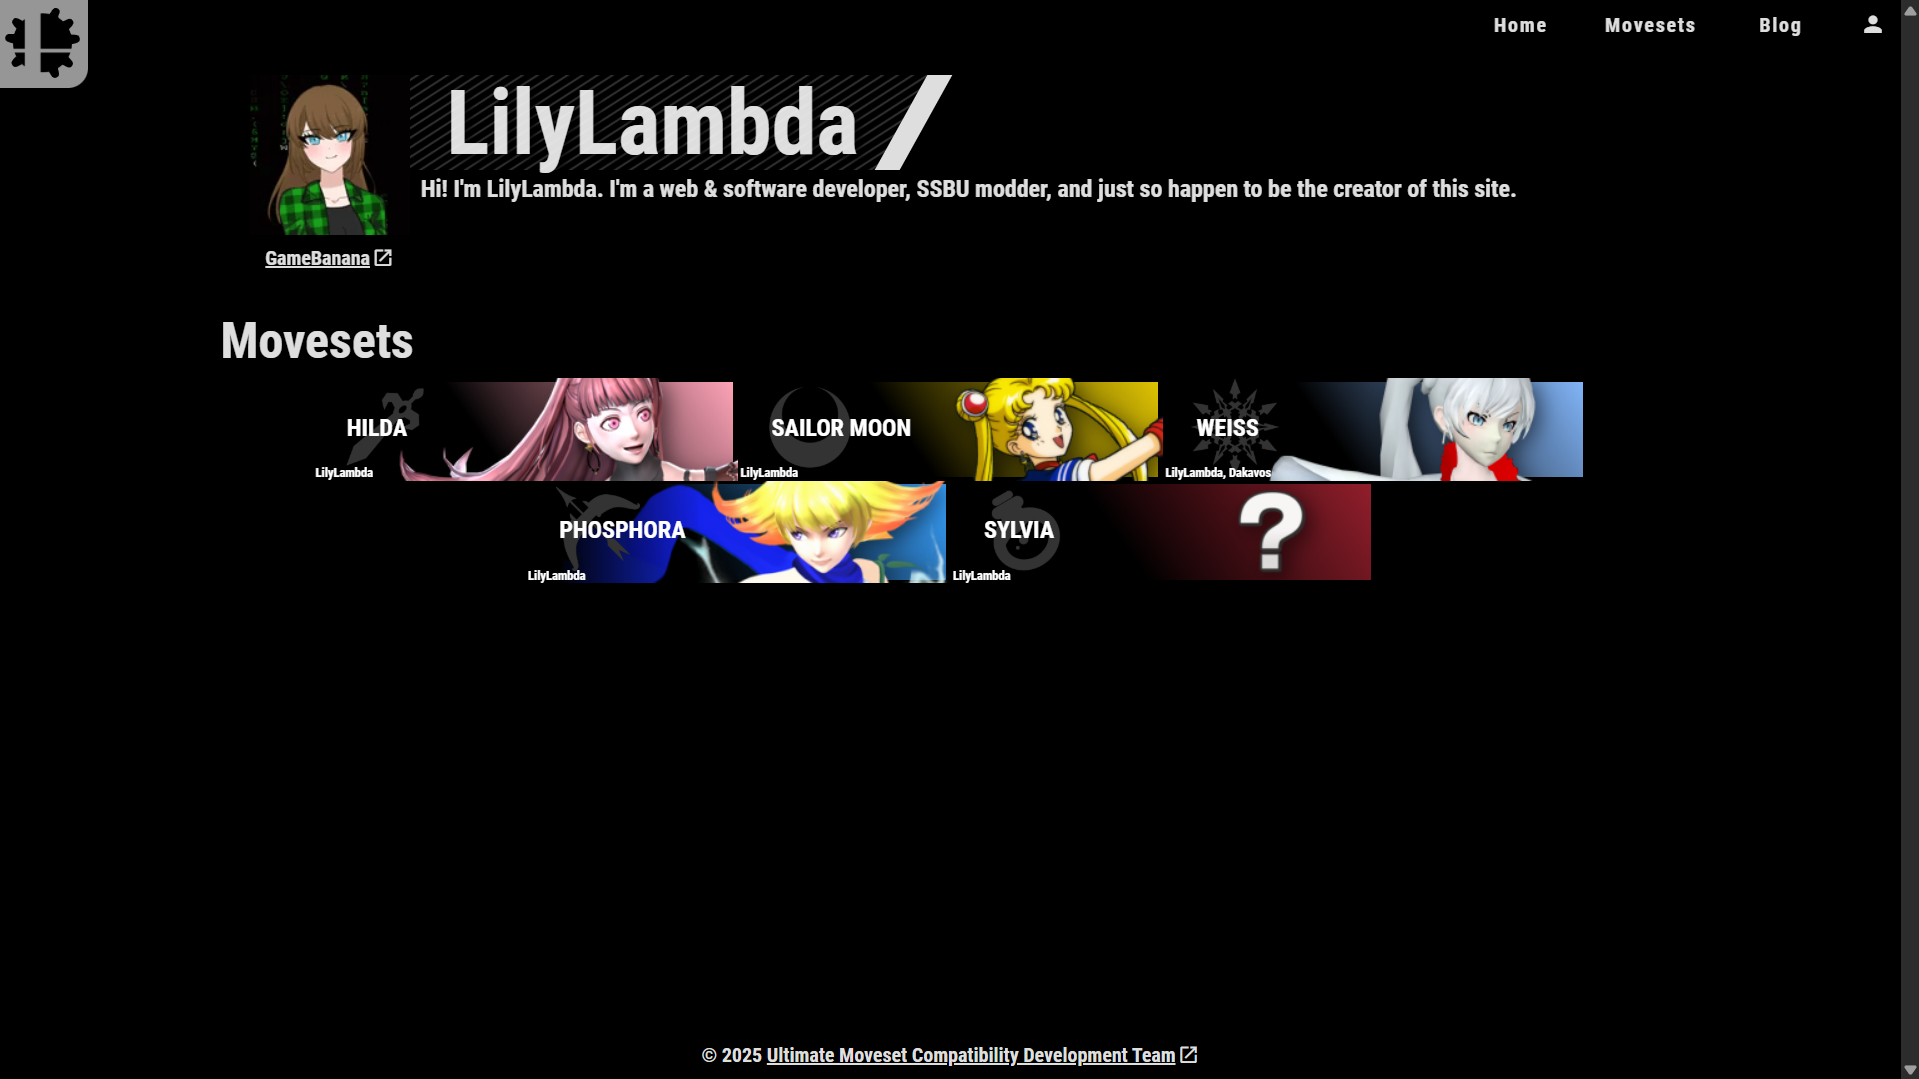 Home Movesets Blog
LilyLambda
Hi! I'm LilyLambda. I'm a web & software developer, SSBU modder, and just so happen to be the creator of this site.
GameBanana
Movesets
HILDA
LilyLambda
SAILOR MOON
LilyLambda
WEISS
LilyLambda, Dakavos
PHOSPHORA
LilyLambda
SYLVIA
?
LilyLambda
© 2025 Ultimate Moveset Compatibility Development Team